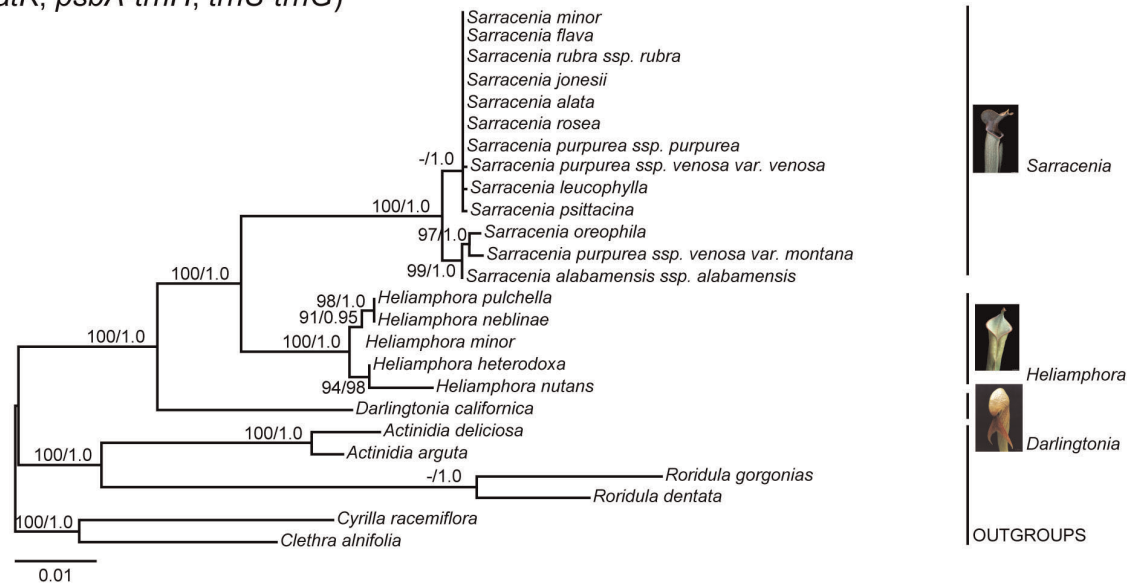 psbA-trnH, trnS-trnG)
Sarracenia minor
Sarracenia flava
Sarracenia rubra ssp. rubra
Sarracenia jonesii
Sarracenia alata
Sarracenia rosea
Sarracenia purpurea ssp. purpurea
-/1.0
Sarracenia purpurea ssp. venosa var. venosa
Sarracenia
Sarracenia leucophylla
100/1.0
Sarracenia psittacina
97/1.0
Sarracenia oreophila
Sarracenia purpurea ssp. venosa var. montana
100/1.0
99/1.0
Sarracenia alabamensis ssp. alabamensis
98/1.0
Heliamphora pulchella
91/0.95
Heliamphora neblinae
100/1.0
100/1.0
Heliamphora minor
Heliamphora heterodoxa
Heliamphora
94/98
Heliamphora nutans
Darlingtonia californica
100/1.0
Actinidia deliciosa
Darlingtonia
100/1.0
Actinidia arguta
-/1.0
Roridula gorgonias
Roridula dentata
100/1.0
Cyrilla racemiflora
OUTGROUPS
Clethra alnifolia
0.01